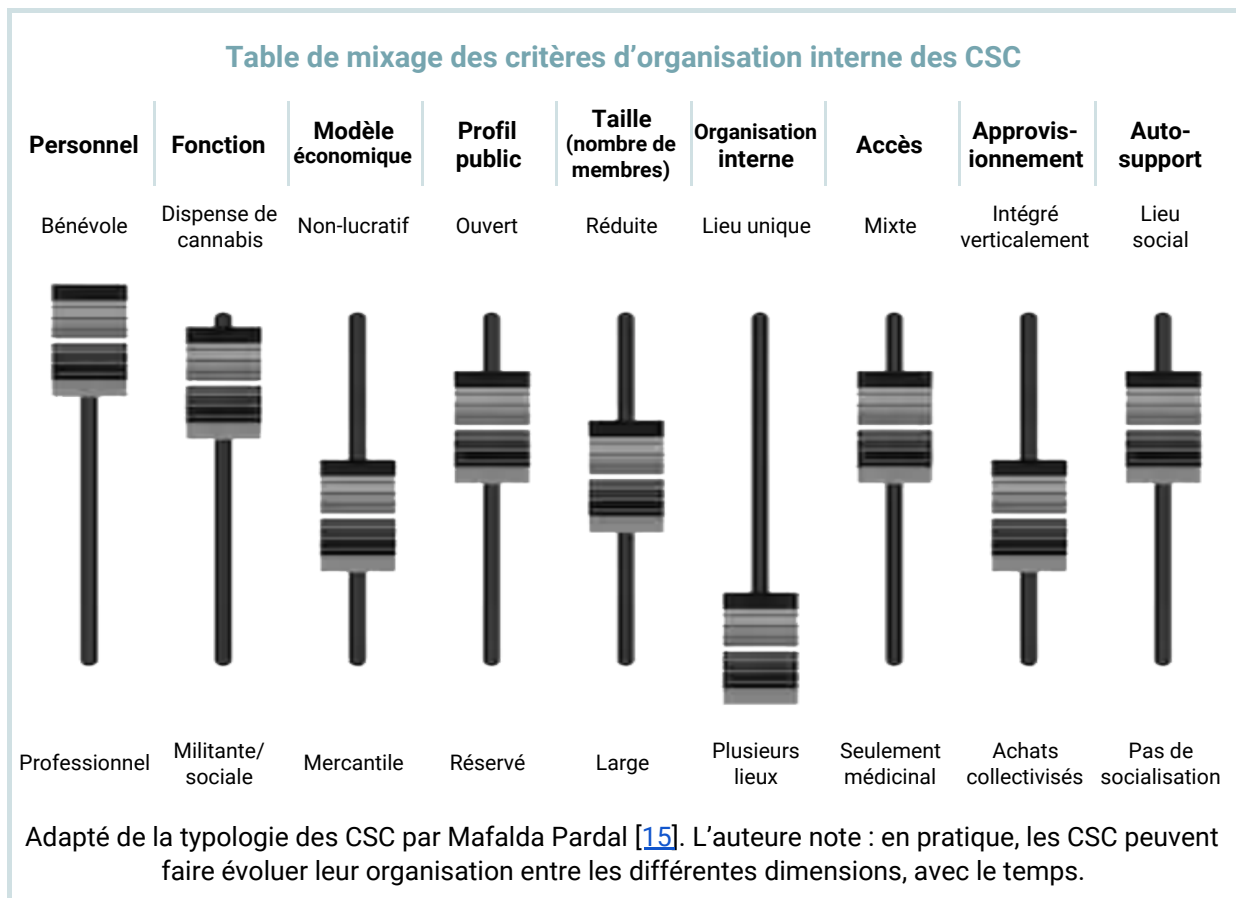 Table de mixage des critères d’organisation interne des CSC
Personnel
Fonction
Modèle
économique
Profil
public
Taille
(nombre de
membres)
Organisation
interne
Accès
Approvis-
ionnement
Auto-
support
Bénévole
Dispense de
cannabis
Non-lucratif
Ouvert
Réduite
Lieu unique
Mixte
Intégré
verticalement
Lieu
social
Professionnel
Militante/
sociale
Mercantile
Réservé
Large
Plusieurs
lieux
Seulement
médicinal
Achats
collectivisés
Pas de
socialisation
Adapté de la typologie des CSC par Mafalda Pardal [15]. L’auteure note : en pratique, les CSC peuvent
faire évoluer leur organisation entre les différentes dimensions, avec le temps.